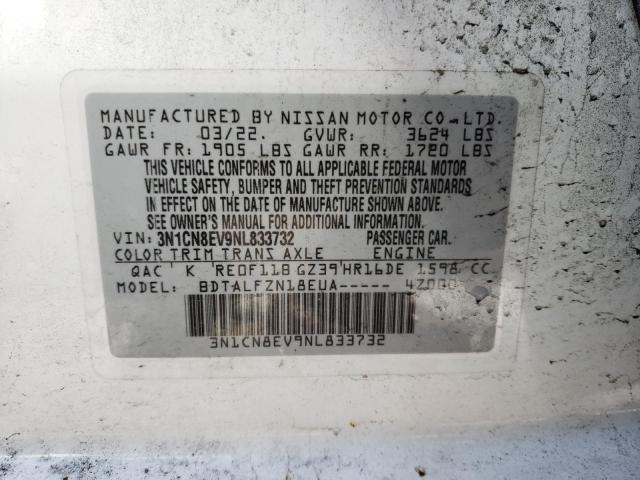 MANUFACTURED BY NISSAN MOTOR CO.,LTD.
DATE: 03/22. GVWR: 3624 LBS
GAWR FR: 1905 LBS GAWR RR: 1720 LBS
THIS VEHICLE CONFORMS TO ALL APPLICABLE FEDERAL MOTOR
VEHICLE SAFETY, BUMPER AND THEFT PREVENTION STANDARDS
IN EFFECT ON THE DATE OF MANUFACTURE SHOWN ABOVE.
SEE OWNER'S MANUAL FOR ADDITIONAL INFORMATION.
VIN: 3N1CN8EV9NL833732 PASSENGER CAR.
COLOR TRIM TRANS AXLE ENGINE
QAC K RE0F11B GZ39 HR16DE 1598 CC
MODEL: BDTALFZN18EUA-----
3N1CN8EV9NL833732